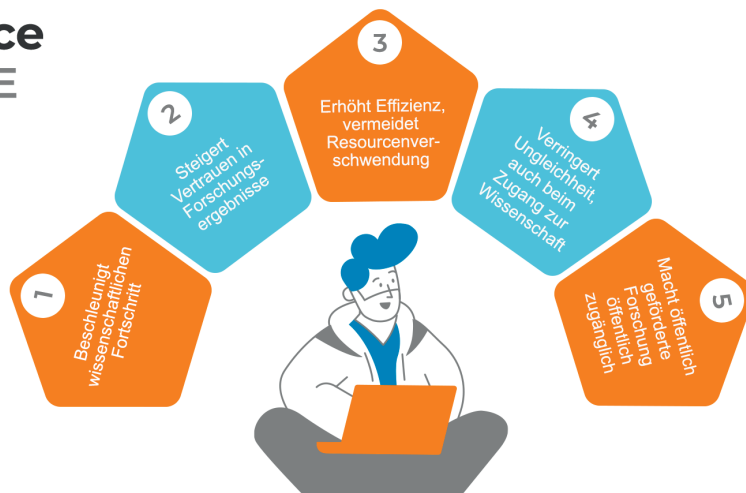 ce
E
1
Beschleunigt
wissenschaftlichen
Fortschritt
2
Steigert
Vertrauen in
Forschungs-
ergebnisse
3
Erhöht Effizienz,
vermeidet
Resourcenver-
schwendung
4
Verringert
Ungleichheit,
auch beim
Zugang zur
Wissenschaft
5
Macht öffentlich
geförderte
Forschung
öffentlich
zugänglich